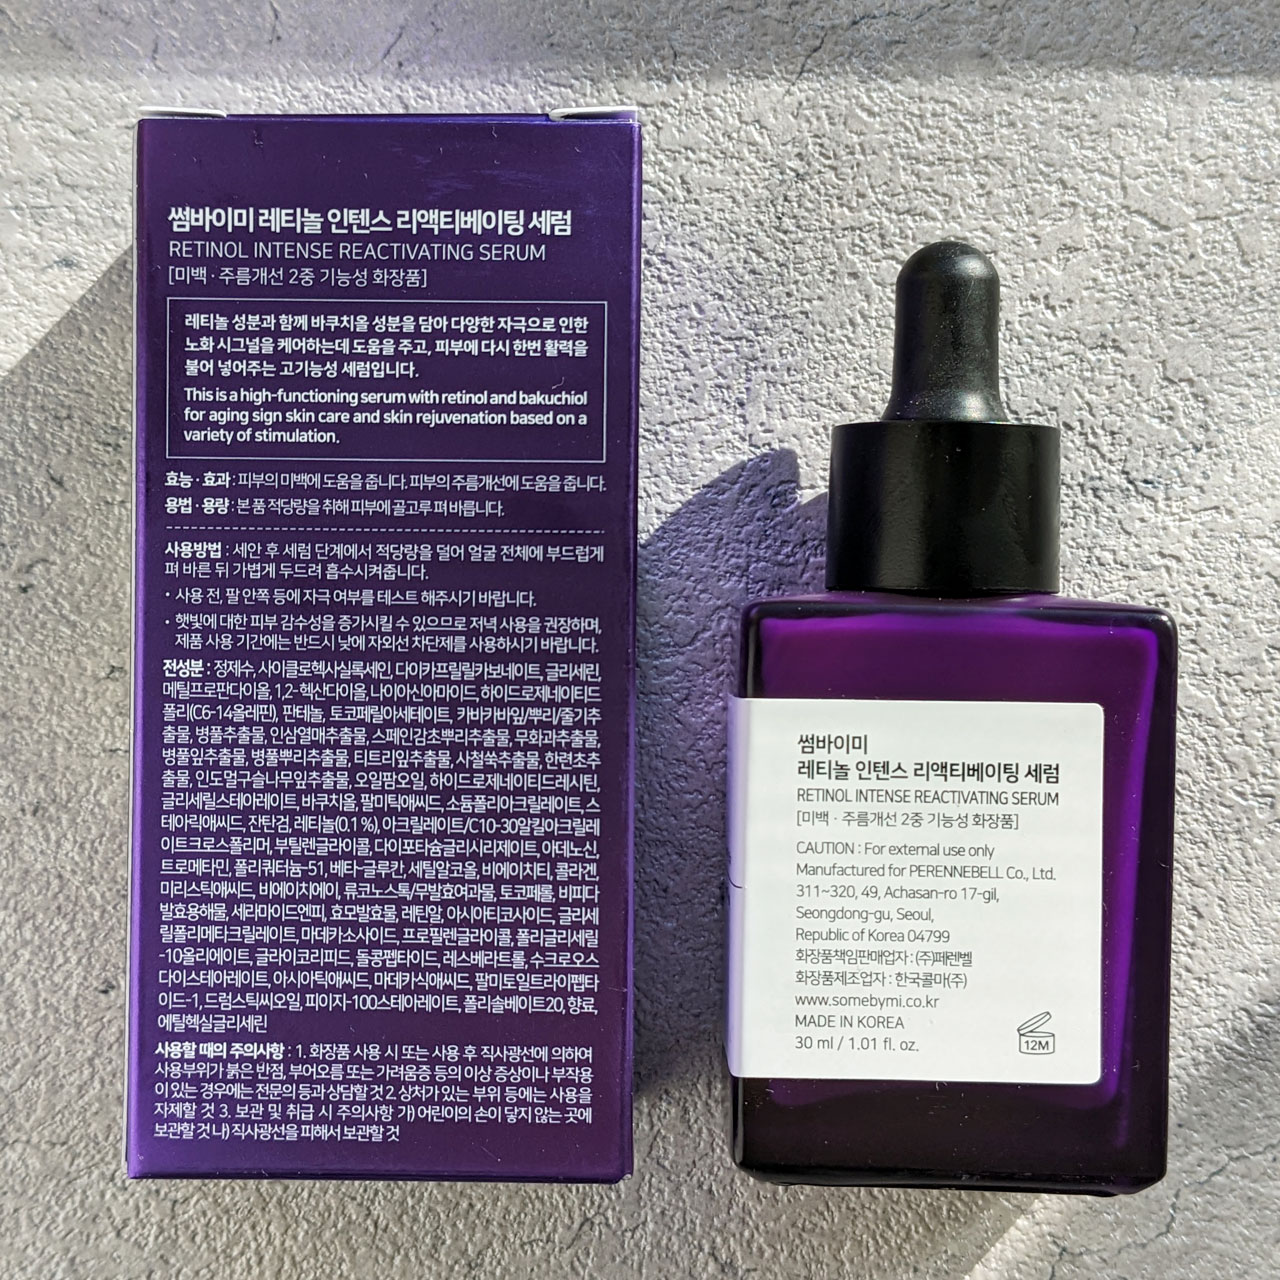 썸바이미 레티놀 인텐스 리액티베이팅 세럼
RETINOL INTENSE REACTIVATING SERUM
[미백 · 주름개선 2중 기능성 화장품]
레티놀 성분과 함께 바쿠치올 성분을 담아 다양한 자극으로 인한
노화 시그널을 케어하는데 도움을 주고, 피부에 다시 한번 활력을
불어 넣어주는 고기능성 세럼입니다.
This is a high-functioning serum with retinol and bakuchiol
for aging sign skin care and skin rejuvenation based on a
variety of stimulation.
효능 · 효과 : 피부의 미백에 도움을 줍니다. 피부의 주름개선에 도움을 줍니다.
용법 · 용량 : 본 품 적당량을 취해 피부에 골고루 펴 바릅니다.
사용방법 : 세안 후 세럼 단계에서 적당량을 덜어 얼굴 전체에 부드럽게
펴 바른 뒤 가볍게 두드려 흡수시켜줍니다.
• 사용 전, 팔 안쪽 등에 자극 여부를 테스트 해주시기 바랍니다.
• 햇빛에 대한 피부 감수성을 증가시킬 수 있으므로 저녁 사용을 권장하며,
제품 사용 기간에는 반드시 낮에 자외선 차단제를 사용하시기 바랍니다.
전성분 : 정제수, 사이클로헥사실록세인, 다이카프릴릴카보네이트, 글리세린,
메틸프로판다이올, 1,2-헥산다이올, 나이아신아마이드, 하이드로제네이티드
폴리(C6-14올레핀), 판테놀, 토코페릴아세테이트, 카바카바잎/뿌리/줄기추
출물, 병풀추출물, 인삼열매추출물, 스페인감초뿌리추출물, 무화과추출물,
병풀잎추출물, 병풀뿌리추출물, 티트리잎추출물, 사철쑥추출물, 한련초추
출물, 인도멀구슬나무잎추출물, 오일팜오일, 하이드로제네이티드레시틴,
글리세릴스테아레이트, 바쿠치올, 팔미틱애씨드, 소듐폴리아크릴레이트, 스
테아릭애씨드, 잔탄검, 레티놀(0.1 %), 아크릴레이트/C10-30알킬아크릴레
이트크로스폴리머, 부틸렌글라이콜, 다이포타슘글리시리제이트, 아데노신,
트로메타민, 폴리쿼터늄-51, 베타-글루칸, 세틸알코올, 비에이치티, 콜라겐,
미리스틱애씨드, 비에이치에이, 류코노스톡/무발효여과물, 토코페롤, 비피다
발효용해물, 세라마이드엔피, 효모발효물, 레틴알, 아시아티코사이드, 글리세
릴폴리메타크릴레이트, 마데카소사이드, 프로필렌글라이콜, 폴리글리세릴
-10올리에이트, 글라이코리피드, 돌콩펩타이드, 레스베라트롤, 수크로오스
다이스테아레이트, 아시아틱애씨드, 마데카식애씨드, 팔미토일트라이펩타
이드-1, 드럼스틱씨오일, 피이지-100스테아레이트, 폴리솔베이트20, 향료,
에틸헥실글리세린
사용할 때의 주의사항 : 1. 화장품 사용 시 또는 사용 후 직사광선에 의하여
사용부위가 붉은 반점, 부어오름 또는 가려움증 등의 이상 증상이나 부작용
이 있는 경우에는 전문의 등과 상담할 것 2. 상처가 있는 부위 등에는 사용을
자제할 것 3. 보관 및 취급 시 주의사항 가) 어린이의 손이 닿지 않는 곳에
보관할 것 나) 직사광선을 피해서 보관할 것
썸바이미
레티놀 인텐스 리액티베이팅 세럼
RETINOL INTENSE REACTIVATING SERUM
[미백 · 주름개선 2중 기능성 화장품]
CAUTION : For external use only
Manufactured for PERENNEBELL Co., Ltd.
311~320, 49, Achasan-ro 17-gil,
Seongdong-gu, Seoul,
Republic of Korea 04799
화장품책임판매업자 : (주)페렌벨
화장품제조업자 : 한국콜마(주)
www.somebymi.co.kr
MADE IN KOREA
30 ml / 1.01 fl. oz.
12M